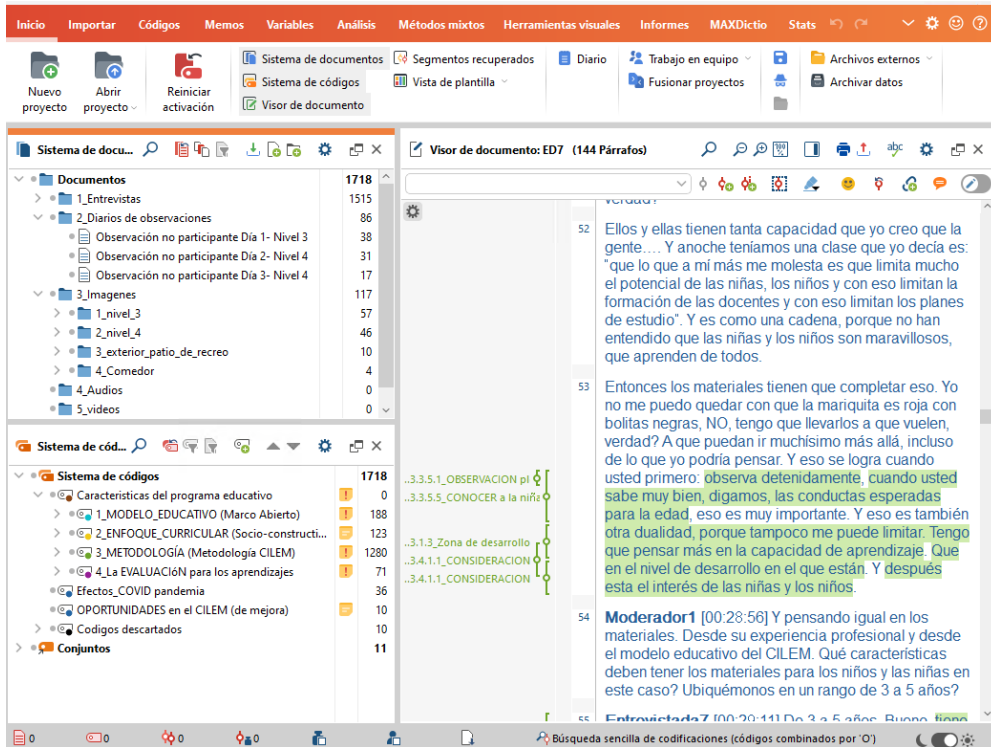 Inicio Importar Códigos Memos Variables Análisis Métodos mixtos Herramientas visuales Informes MAXDictio Stats
Nuevo proyecto
Abrir proyecto
Reiniciar activación
Sistema de documentos
Sistema de códigos
Visor de documento
Segmentos recuperados
Vista de plantilla
Diario
Trabajo en equipo
Fusionar proyectos
Archivos externos
Archivar datos
Sistema de docu...
Documentos 1718
1_Entrevistas 1515
2_Diarios de observaciones 86
Observación no participante Día 1- Nivel 3 38
Observación no participante Día 2- Nivel 4 31
Observación no participante Día 3- Nivel 4 17
3_Imagenes 117
1_nivel_3 57
2_nivel_4 46
3_exterior_patio_de_recreo 10
4_Comedor 4
4_Audios 0
5_videos 0
Sistema de cód...
Sistema de códigos 1718
Caracteristicas del programa educativo 0
1_MODELO_EDUCATIVO (Marco Abierto) 188
2_ENFOQUE_CURRICULAR (Socio-constructi... 123
3_METODOLOGÍA (Metodología CILEM) 1280
4_La EVALUACIóN para los aprendizajes 71
Efectos_COVID pandemia 36
OPORTUNIDADES en el CILEM (de mejora) 10
Codigos descartados 10
Conjuntos 11
Visor de documento: ED7 (144 Párrafos)
100%
abc
verdad?
52 Ellos y ellas tienen tanta capacidad que yo creo que la
gente.... Y anoche teníamos una clase que yo decía es:
"que lo que a mí más me molesta es que limita mucho
el potencial de las niñas, los niños y con eso limitan la
formación de las docentes y con eso limitan los planes
de estudio". Y es como una cadena, porque no han
entendido que las niñas y los niños son maravillosos,
que aprenden de todos.
53 Entonces los materiales tienen que completar eso. Yo
no me puedo quedar con que la mariquita es roja con
bolitas negras, NO, tengo que llevarlos a que vuelen,
verdad? A que puedan ir muchísimo más allá, incluso
de lo que yo podría pensar. Y eso se logra cuando
usted primero: observa detenidamente, cuando usted
sabe muy bien, digamos, las conductas esperadas
para la edad, eso es muy importante. Y eso es también
otra dualidad, porque tampoco me puede limitar. Tengo
que pensar más en la capacidad de aprendizaje. Que
en el nivel de desarrollo en el que están. Y después
esta el interés de las niñas y los niños.
..3.3.5.1_OBSERVACION pl
..3.3.5.5_CONOCER a la niña
..3.1.3_Zona de desarrollo
..3.4.1.1_CONSIDERACION
..3.4.1.1_CONSIDERACION
54 Moderador1 [00:28:56] Y pensando igual en los
materiales. Desde su experiencia profesional y desde
el modelo educativo del CILEM. Qué características
deben tener los materiales para los niños y las niñas en
este caso? Ubiquémonos en un rango de 3 a 5 años?
55 Entrevistada7 [00:29:11] De 3 a 5 años. Bueno, tiene
0 0 0 0
Búsqueda sencilla de codificaciones (códigos combinados por 'O')